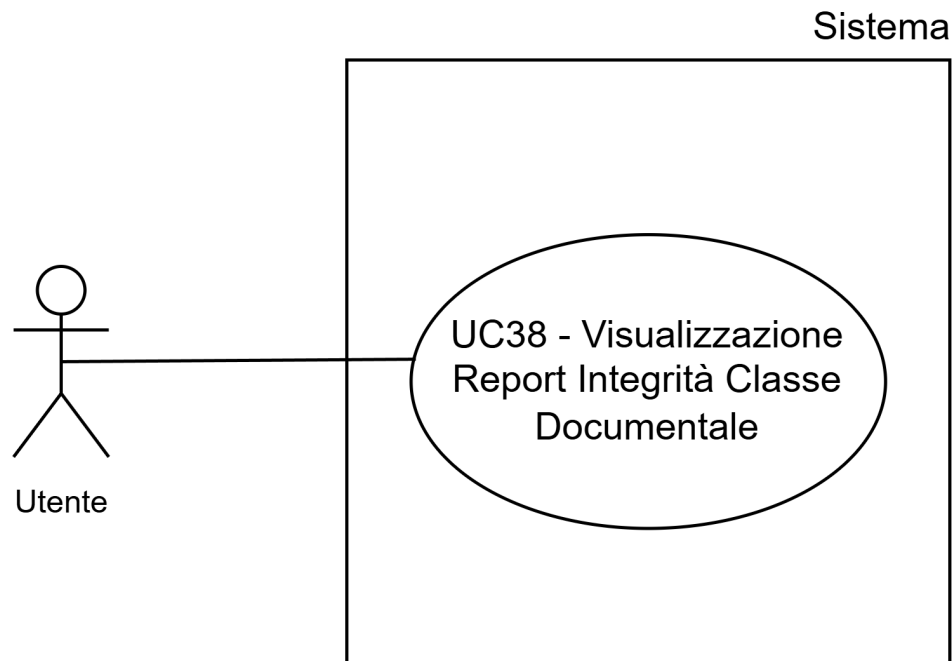 Sistema
UC38 - Visualizzazione
Report Integrità Classe
Documentale
Utente